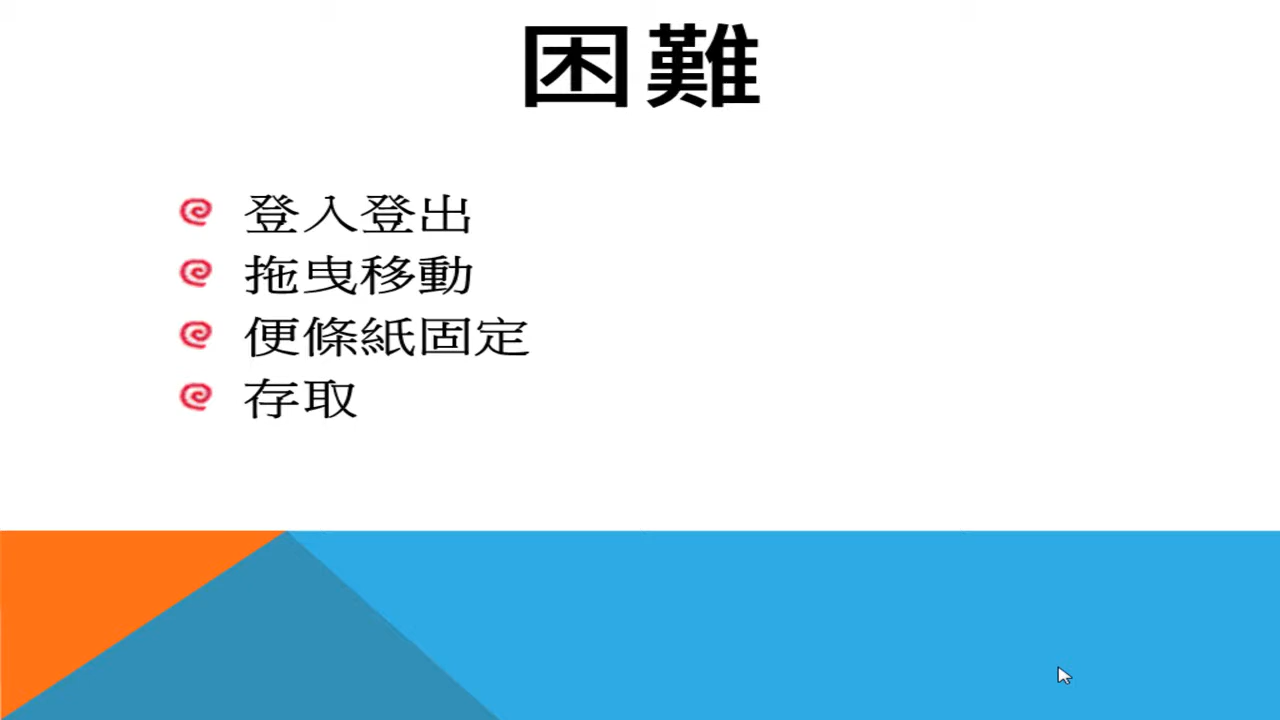 困難
登入登出
拖曳移動
便條紙固定
存取